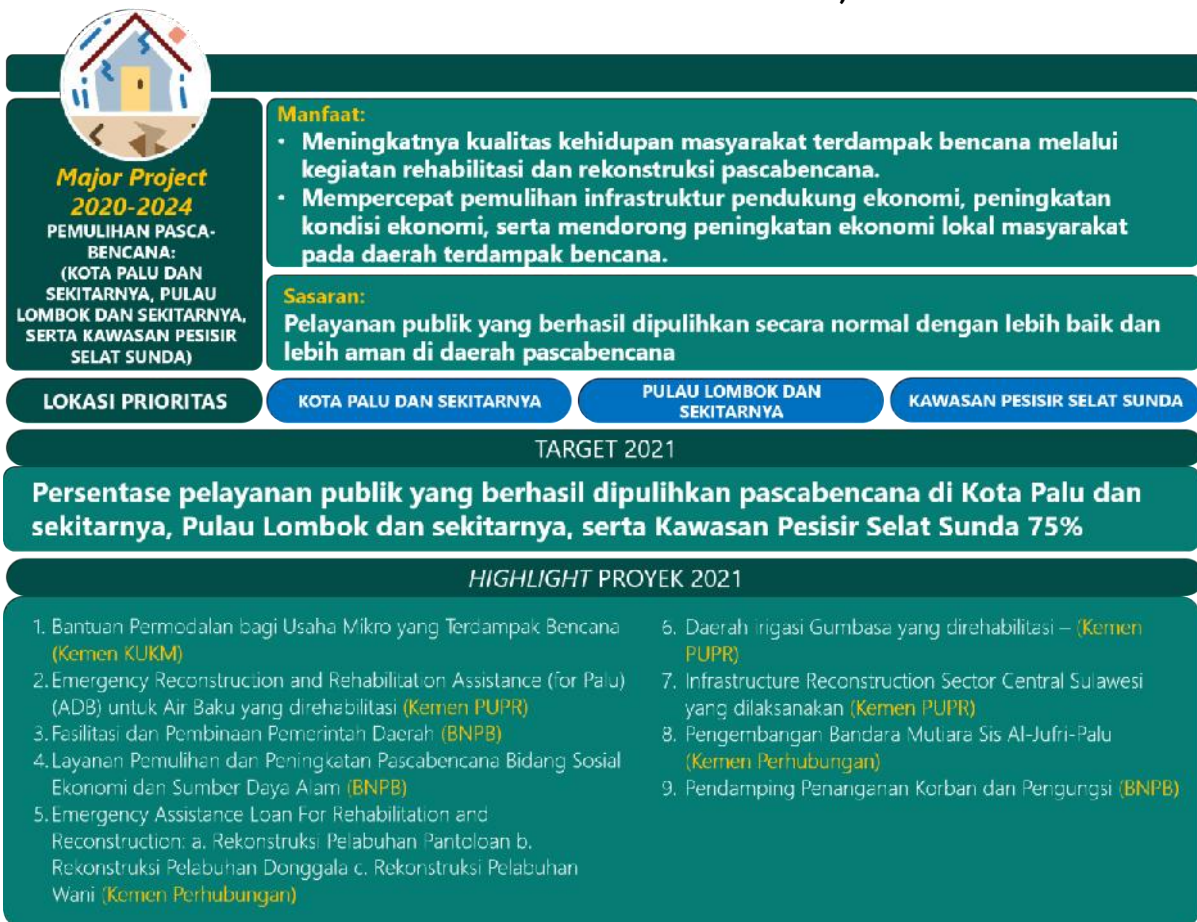 Major Project
2020-2024
PEMULIHAN PASCA-
BENCANA:
(KOTA PALU DAN
SEKITARNYA, PULAU
LOMBOK DAN SEKITARNYA,
SERTA KAWASAN PESISIR
SELAT SUNDA)
Manfaat:
• Meningkatnya kualitas kehidupan masyarakat terdampak bencana melalui
kegiatan rehabilitasi dan rekonstruksi pascabencana.
• Mempercepat pemulihan infrastruktur pendukung ekonomi, peningkatan
kondisi ekonomi, serta mendorong peningkatan ekonomi lokal masyarakat
pada daerah terdampak bencana.
Sasaran:
Pelayanan publik yang berhasil dipulihkan secara normal dengan lebih baik dan
lebih aman di daerah pascabencana
LOKASI PRIORITAS
KOTA PALU DAN SEKITARNYA
PULAU LOMBOK DAN
SEKITARNYA
KAWASAN PESISIR SELAT SUNDA
TARGET 2021
Persentase pelayanan publik yang berhasil dipulihkan pascabencana di Kota Palu dan
sekitarnya, Pulau Lombok dan sekitarnya, serta Kawasan Pesisir Selat Sunda 75%
HIGHLIGHT PROYEK 2021
1. Bantuan Permodalan bagi Usaha Mikro yang Terdampak Bencana
(Kemen KUKM)
2. Emergency Reconstruction and Rehabilitation Assistance (for Palu)
(ADB) untuk Air Baku yang direhabilitasi (Kemen PUPR)
3. Fasilitasi dan Pembinaan Pemerintah Daerah (BNPB)
4. Layanan Pemulihan dan Peningkatan Pascabencana Bidang Sosial
Ekonomi dan Sumber Daya Alam (BNPB)
5. Emergency Assistance Loan For Rehabilitation and
Reconstruction: a. Rekonstruksi Pelabuhan Pantoloan b.
Rekonstruksi Pelabuhan Donggala c. Rekonstruksi Pelabuhan
Wani (Kemen Perhubungan)
6. Daerah irigasi Gumbasa yang direhabilitasi – (Kemen
PUPR)
7. Infrastructure Reconstruction Sector Central Sulawesi
yang dilaksanakan (Kemen PUPR)
8. Pengembangan Bandara Mutiara Sis Al-Jufri-Palu
(Kemen Perhubungan)
9. Pendamping Penanganan Korban dan Pengungsi (BNPB)